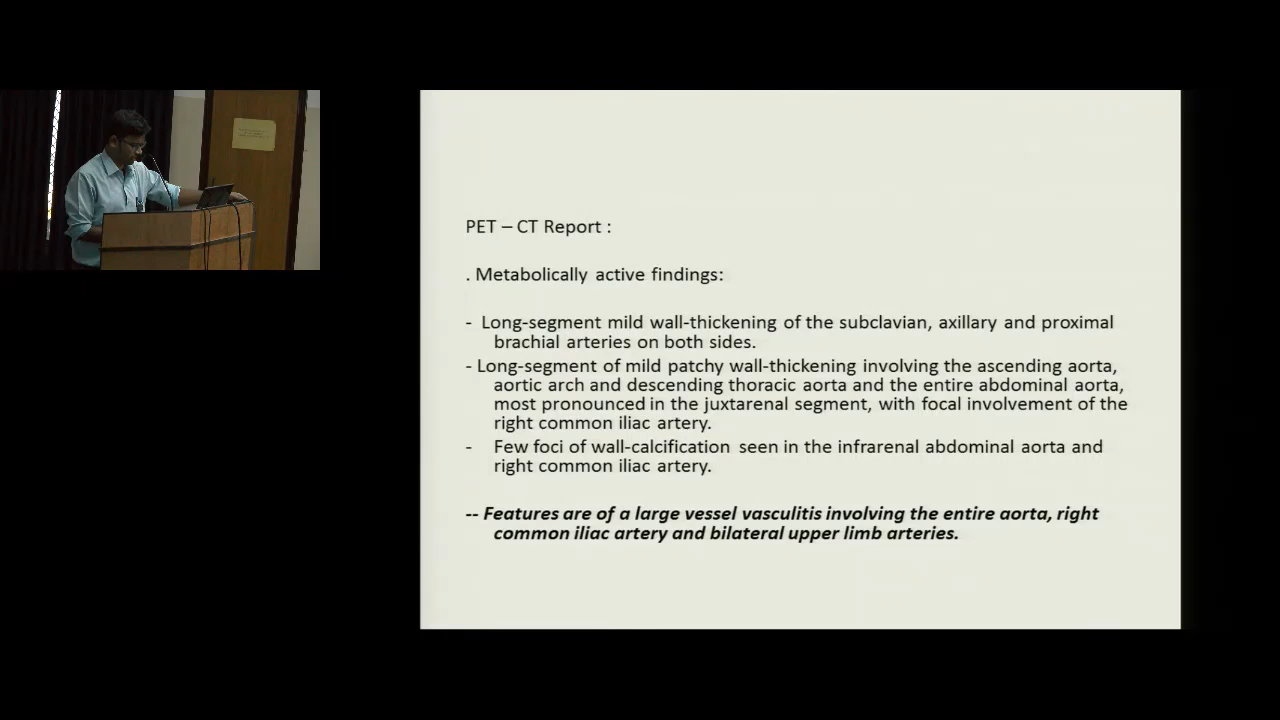 PET – CT Report :
. Metabolically active findings:
- Long-segment mild wall-thickening of the subclavian, axillary and proximal
brachial arteries on both sides.
- Long-segment of mild patchy wall-thickening involving the ascending aorta,
aortic arch and descending thoracic aorta and the entire abdominal aorta,
most pronounced in the juxtarenal segment, with focal involvement of the
right common iliac artery.
- Few foci of wall-calcification seen in the infrarenal abdominal aorta and
right common iliac artery.
-- Features are of a large vessel vasculitis involving the entire aorta, right
common iliac artery and bilateral upper limb arteries.